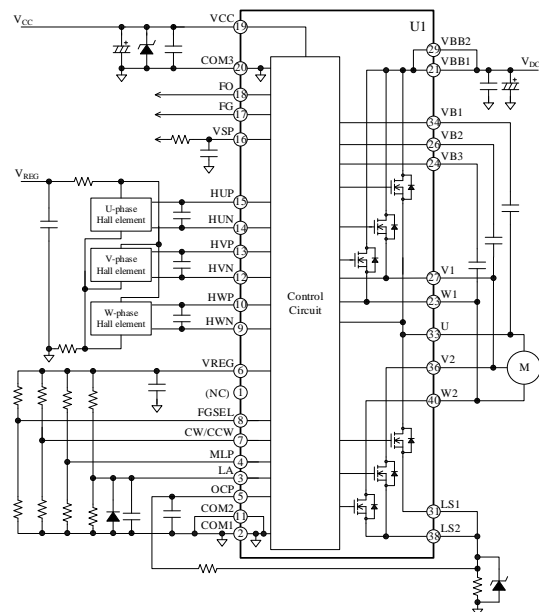 VCC
VCC
19
U1
VBB2
29
VBB1
21
VDC
COM3
20
FO
18
FG
17
VSP
16
VB1
34
VB2
26
VB3
24
VREG
U-phase
Hall element
HUP
15
HUN
14
V-phase
Hall element
HVP
13
HVN
12
W-phase
Hall element
HWP
10
HWN
9
Control
Circuit
V1
27
W1
23
U
33
V2
36
M
W2
40
VREG
6
(NC)
1
FGSEL
8
CW/CCW
7
MLP
4
LA
3
OCP
5
COM2
11
COM1
2
LS1
31
LS2
38